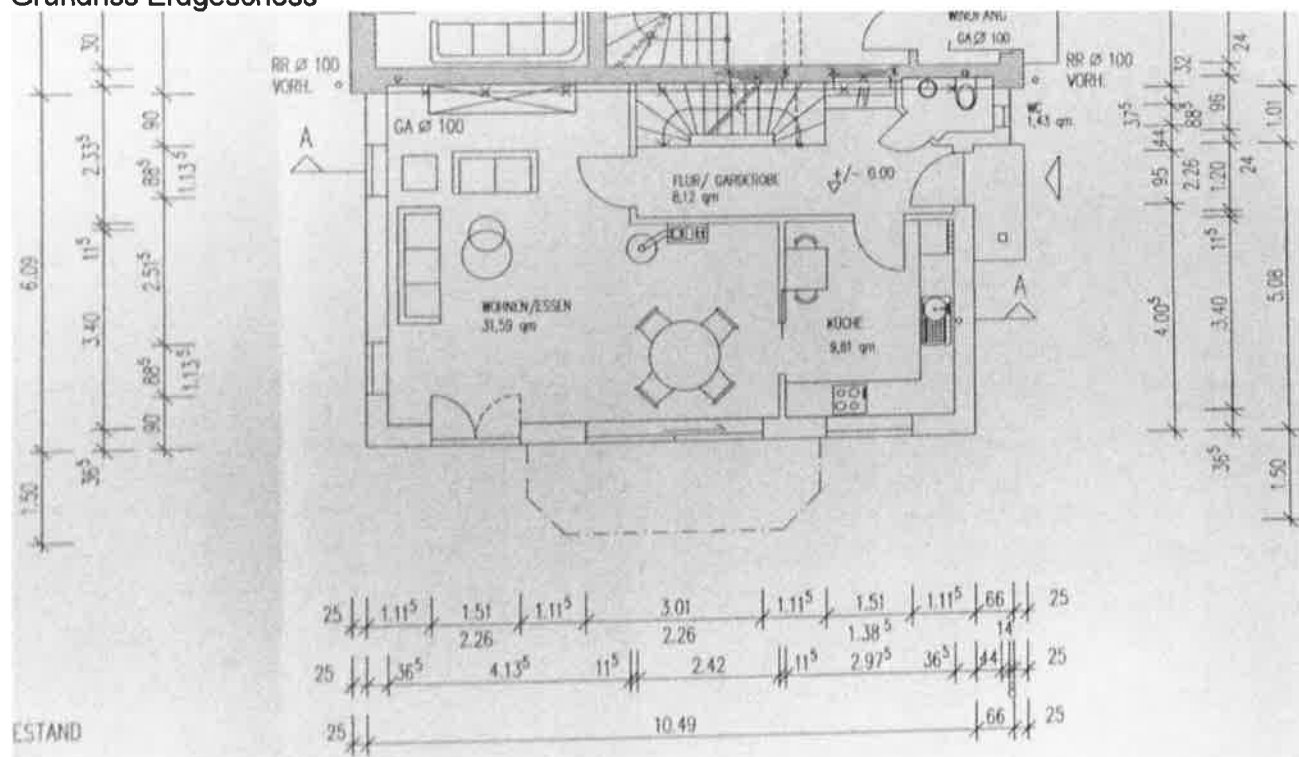 Grundriss Erdgeschoss
WINDFANG
GA Ø 100
RR Ø 100
VORH.
RR Ø 100
VORH.
GA Ø 100
WC
1,43 qm
A
FLUR/ GARDEROBE
8,12 qm
+/- 0.00
WOHNEN/ESSEN
31,59 qm
KÜCHE
9,81 qm
A
30
2.33⁵
11⁵
3.40
36⁵
6.09
1.50
90
88⁵
1.13⁵
2.51⁵
88⁵
1.13⁵
90
37⁵
44
95
4.00⁵
52
88⁵
2.26
24
96
1.20
11⁵
3.40
36⁵
24
1.01
5.08
1.50
25 1.11⁵ 1.51 1.11⁵ 3.01 1.11⁵ 1.51 1.11⁵ 66 25
2.26 2.26 1.38⁵ 14
25 36⁵ 4.13⁵ 11⁵ 2.42 11⁵ 2.97⁵ 36⁵ 44 25
25 10.49 66 25
ESTAND